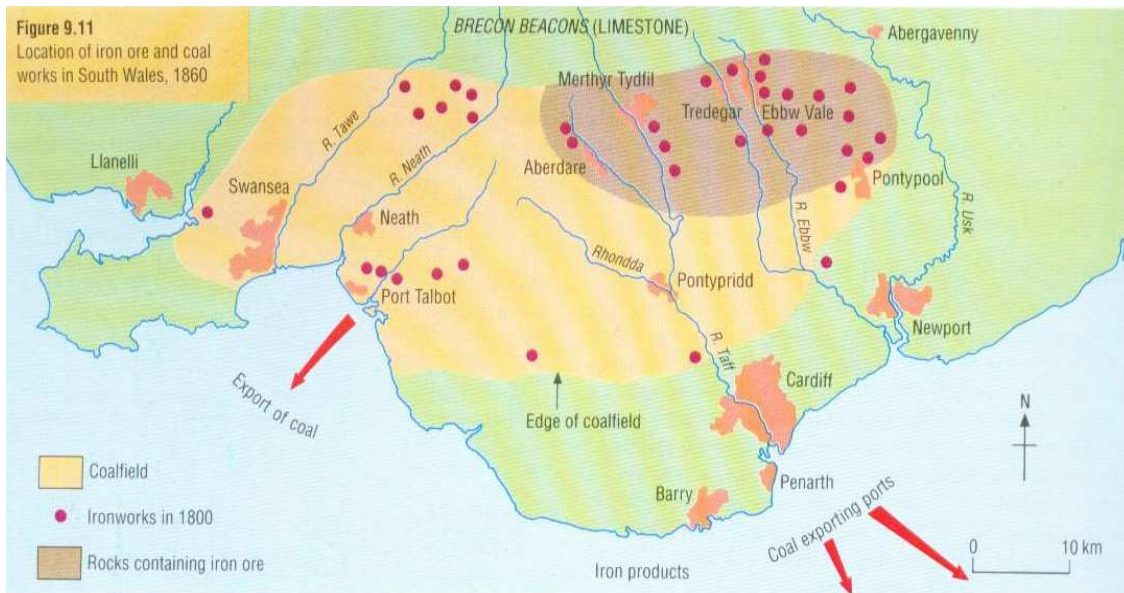 Figure 9.11
Location of iron ore and coal
works in South Wales, 1860
BRECON BEACONS (LIMESTONE)
Abergavenny
Merthyr Tydfil
Tredegar
Ebbw Vale
R. Tawe
Llanelli
R. Neath
Aberdare
Swansea
Pontypool
Neath
R. Ebbw
R. Usk
Rhondda
Port Talbot
Pontypridd
Newport
R. Taff
Export of coal
Cardiff
Edge of coalfield
N
Coalfield
Penarth
Barry
Ironworks in 1800
Coal exporting ports
0 10 km
Rocks containing iron ore
Iron products